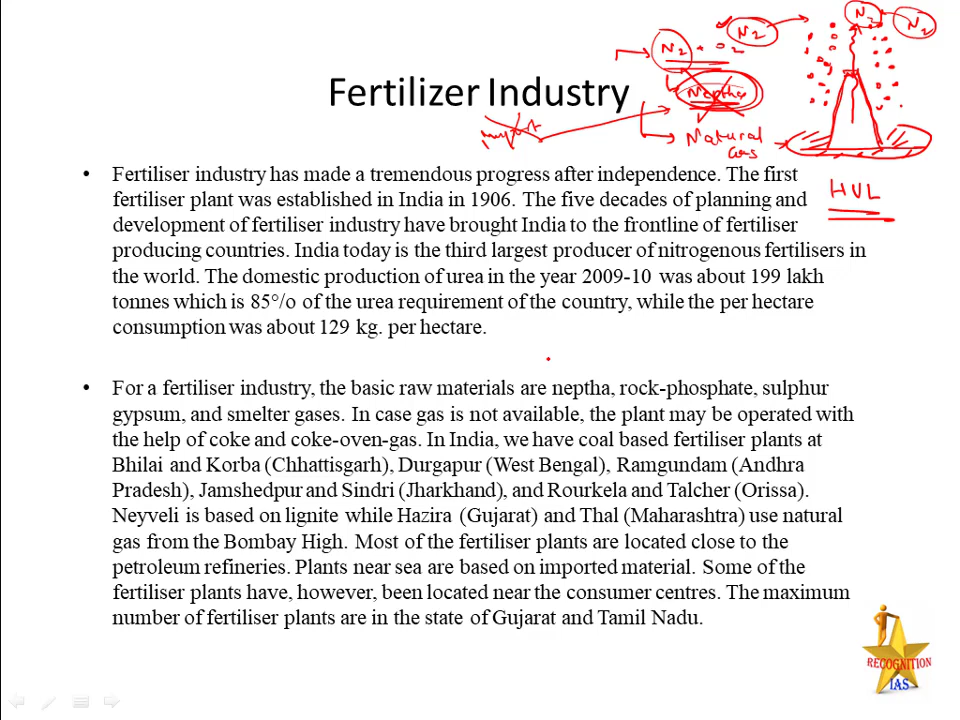 N2
N2
N2
N2 + O2
Neptha
Fertilizer Industry
Natural
Gas
• Fertiliser industry has made a tremendous progress after independence. The first
fertiliser plant was established in India in 1906. The five decades of planning and
HVL
development of fertiliser industry have brought India to the frontline of fertiliser
producing countries. India today is the third largest producer of nitrogenous fertilisers in
the world. The domestic production of urea in the year 2009-10 was about 199 lakh
tonnes which is 85°/o of the urea requirement of the country, while the per hectare
consumption was about 129 kg. per hectare.
• For a fertiliser industry, the basic raw materials are neptha, rock-phosphate, sulphur
gypsum, and smelter gases. In case gas is not available, the plant may be operated with
the help of coke and coke-oven-gas. In India, we have coal based fertiliser plants at
Bhilai and Korba (Chhattisgarh), Durgapur (West Bengal), Ramgundam (Andhra
Pradesh), Jamshedpur and Sindri (Jharkhand), and Rourkela and Talcher (Orissa).
Neyveli is based on lignite while Hazira (Gujarat) and Thal (Maharashtra) use natural
gas from the Bombay High. Most of the fertiliser plants are located close to the
petroleum refineries. Plants near sea are based on imported material. Some of the
fertiliser plants have, however, been located near the consumer centres. The maximum
number of fertiliser plants are in the state of Gujarat and Tamil Nadu.
RECOGNITION
IAS